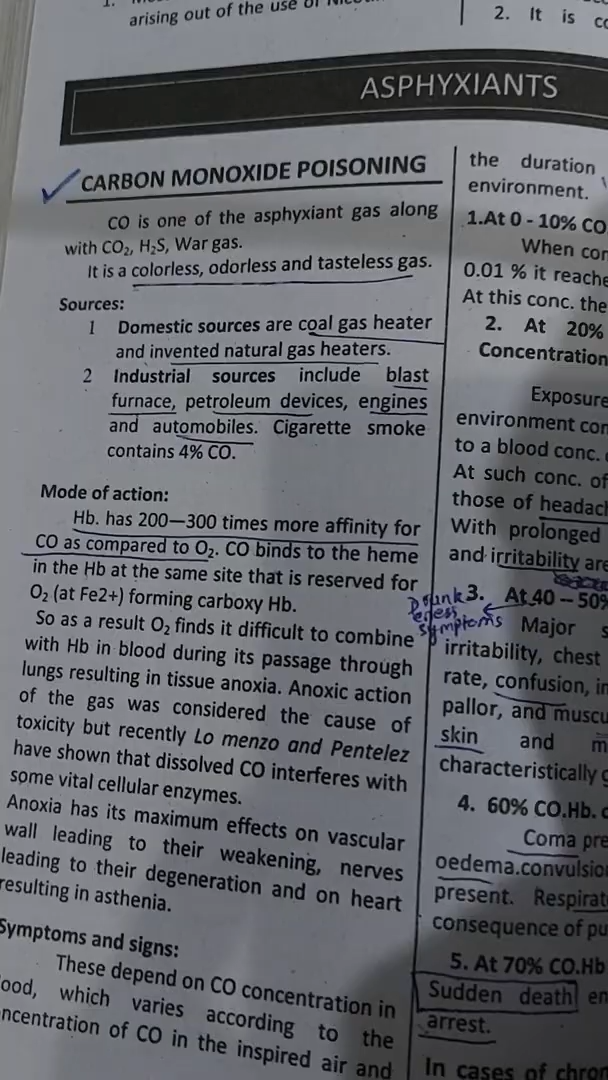 arising out of the use of
2. It is
ASPHYXIANTS
CARBON MONOXIDE POISONING
CO is one of the asphyxiant gas along
with CO₂, H₂S, War gas.
It is a colorless, odorless and tasteless gas.
Sources:
1 Domestic sources are coal gas heater
and invented natural gas heaters.
2 Industrial sources include blast
furnace, petroleum devices, engines
and automobiles. Cigarette smoke
contains 4% CO.
Mode of action:
Hb. has 200—300 times more affinity for
CO as compared to O₂. CO binds to the heme
in the Hb at the same site that is reserved for
O₂ (at Fe2+) forming carboxy Hb.
So as a result O₂ finds it difficult to combine
with Hb in blood during its passage through
lungs resulting in tissue anoxia. Anoxic action
of the gas was considered the cause of
toxicity but recently Lo menzo and Pentelez
have shown that dissolved CO interferes with
some vital cellular enzymes.
Anoxia has its maximum effects on vascular
wall leading to their weakening, nerves
leading to their degeneration and on heart
resulting in asthenia.
Symptoms and signs:
These depend on CO concentration in
which varies according to the
of CO in the inspired air and
the duration
environment.
1.At 0 - 10% CO
When
0.01 % it
At this conc. the
2. At 20%
Concentration
Exposure
environment
to a blood conc.
At such conc. of
those of
With prolonged
and irritability are
symptoms
3. At 40 – 50%
Major
irritability, chest
rate, confusion,
pallor, and
skin and
characteristically
4. 60% CO.Hb.
Coma
oedema.
present.
consequence of
5. At 70% CO.Hb
Sudden death
arrest.
In cases of